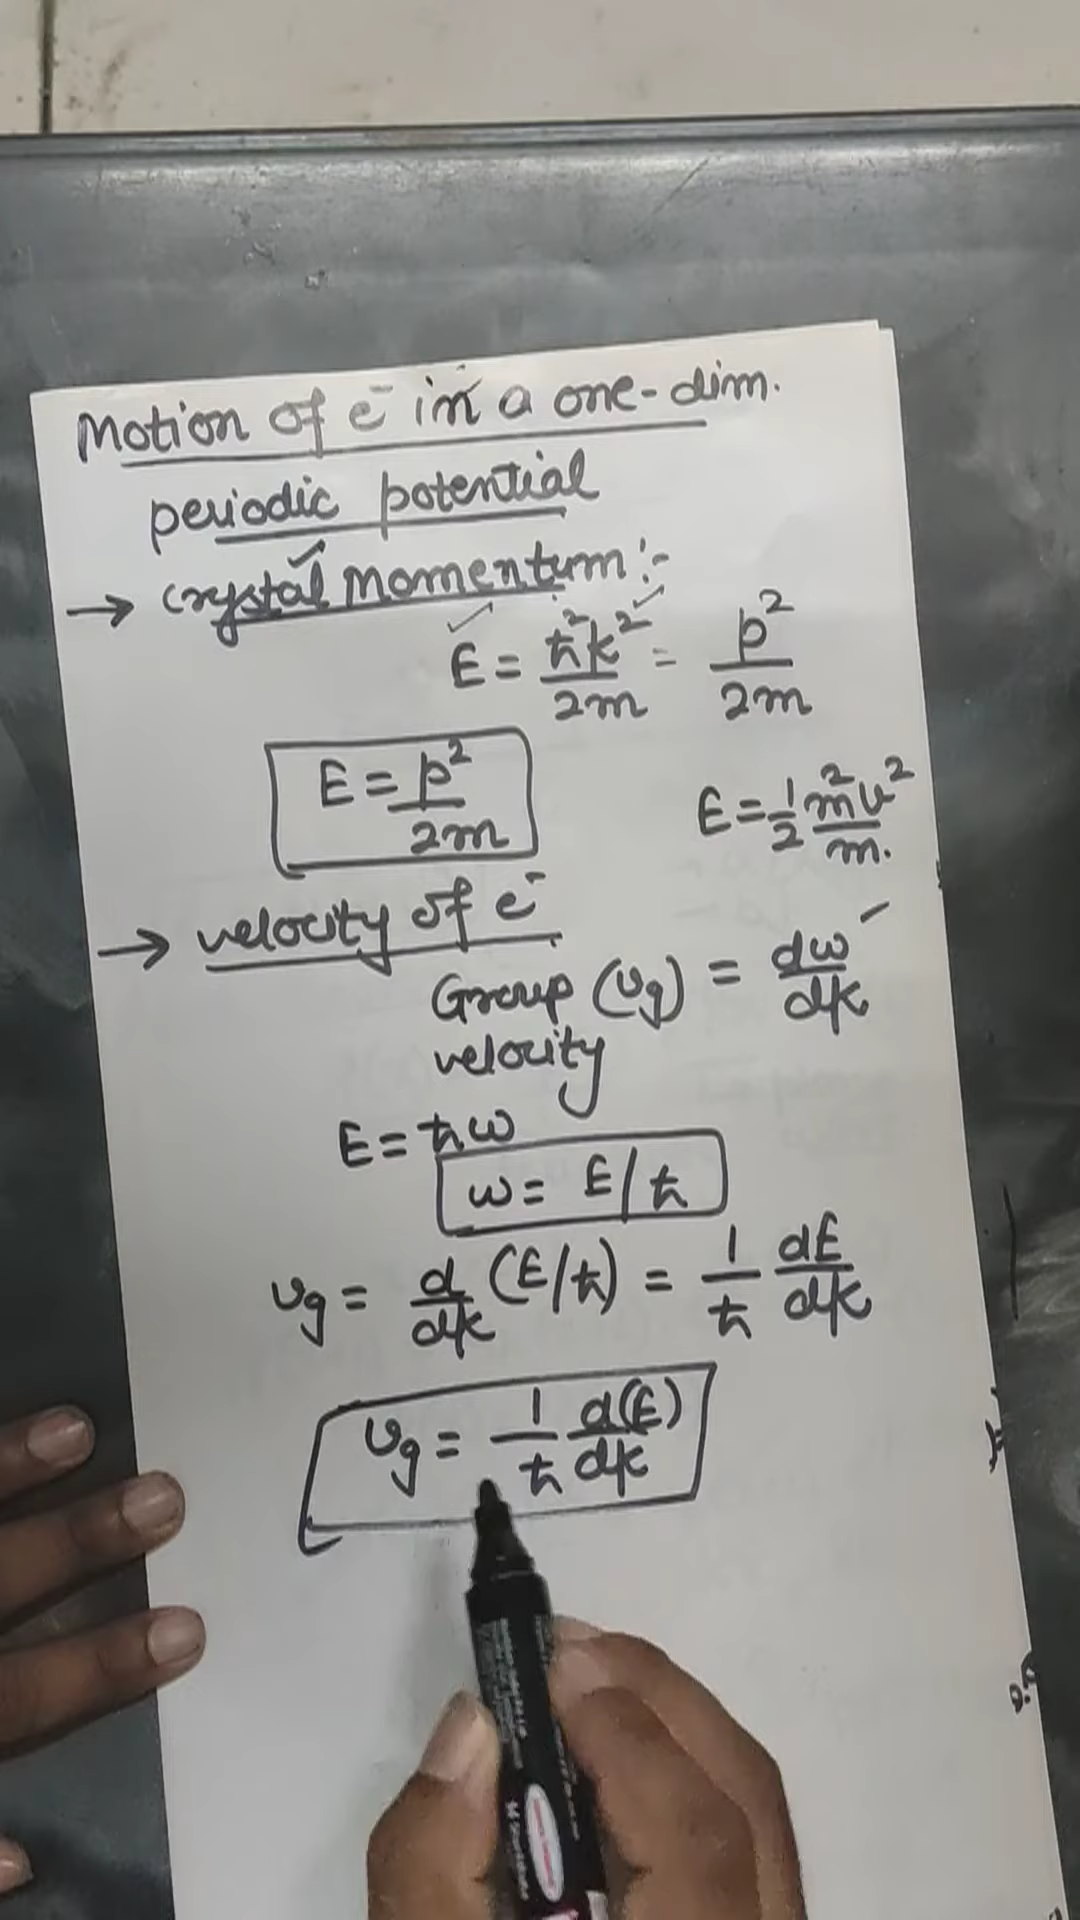 Motion of e⁻ in a one-dim.
periodic potential
→ crystal momentum :-
E = ħ²k²/2m = p²/2m
E = p²/2m
E = 1/2 m²v²/m.
→ velocity of e⁻
Group (vg) = dω/dk
velocity
E = ħω
ω = E/ħ
vg = d/dk (E/ħ) = 1/ħ dE/dk
vg = 1/ħ d(E)/dk